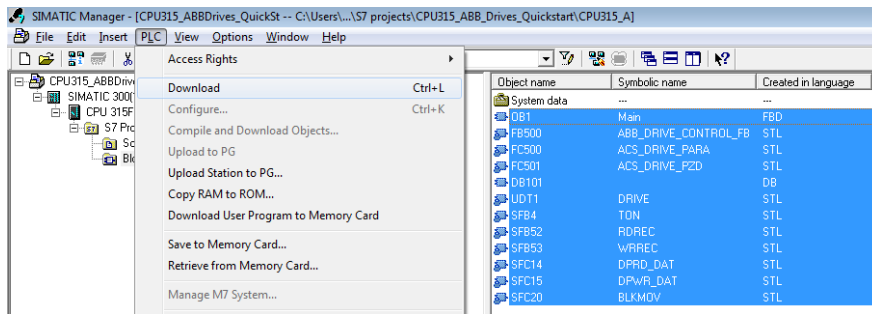 SIMATIC Manager - [CPU315_ABBDrives_QuickSt -- C:\Users\...\S7 projects\CPU315_ABB_Drives_Quickstart\CPU315_A]
File Edit Insert PLC View Options Window Help
Access Rights
Download Ctrl+L
Configure... Ctrl+K
Compile and Download Objects...
Upload to PG
Upload Station to PG...
Copy RAM to ROM...
Download User Program to Memory Card
Save to Memory Card...
Retrieve from Memory Card...
Manage M7 System...
CPU315_ABBDriv
SIMATIC 300(
CPU 315F
S7 Pro
So
Blo
Object name Symbolic name Created in language
System data --- ---
OB1 Main FBD
FB500 ABB_DRIVE_CONTROL_FB STL
FC500 ACS_DRIVE_PARA STL
FC501 ACS_DRIVE_PZD STL
DB101 DB
UDT1 DRIVE STL
SFB4 TON STL
SFB52 RDREC STL
SFB53 WRREC STL
SFC14 DPRD_DAT STL
SFC15 DPWR_DAT STL
SFC20 BLKMOV STL